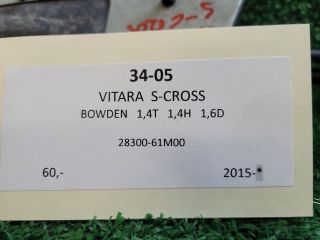 34-05
VITARA S-CROSS
BOWDEN 1,4T 1,4H 1,6D
28300-61M00
60,- 2015-*